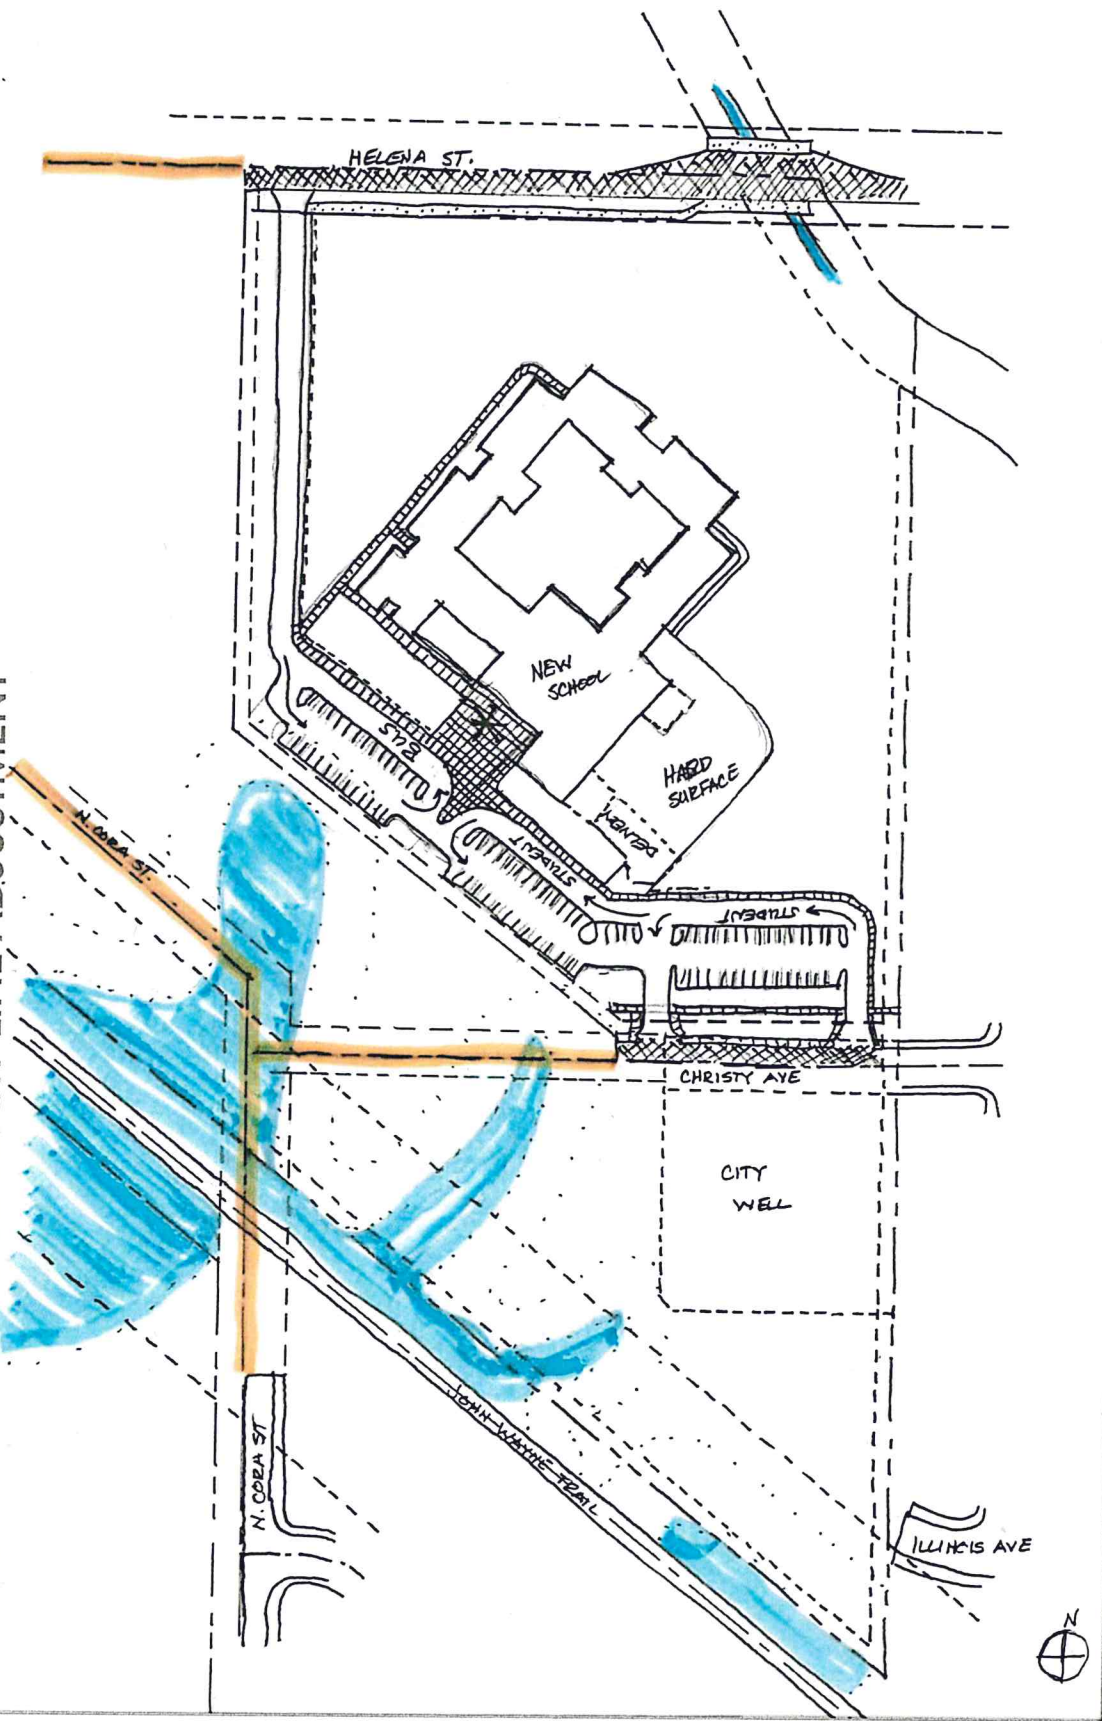 HELENA ST.
NEW
SCHOOL
BUS
HARD
SURFACE
DELIVERY
STUDENT
STUDENT
N. CORA ST.
CHRISTY AVE
CITY
WELL
JOHN WAYNE TRAIL
N. CORA ST
ILLINOIS AVE
N